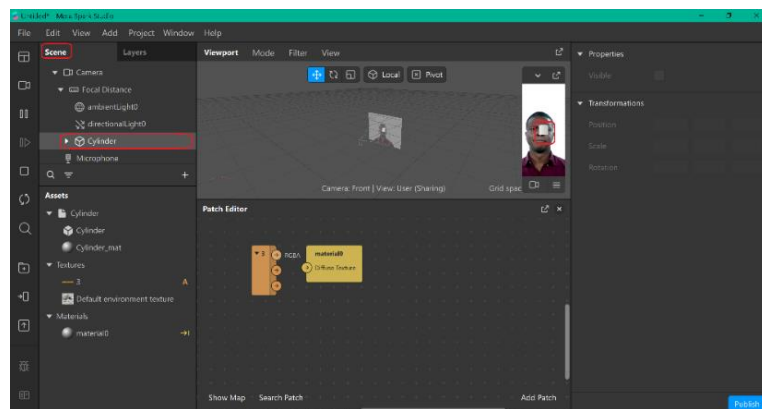 Untitled* Meta Spark Studio
File Edit View Add Project Window Help
Scene Layers
Camera
Focal Distance
ambientLight0
directionalLight0
Cylinder
Microphone
Assets
Cylinder
Cylinder
Cylinder_mat
Textures
3 A
Default environment texture
Materials
material0
Viewport Mode Filter View
Local Pivot
Camera: Front | View: User (Sharing) Grid spac
Patch Editor
3 RGBA material0
Diffuse Texture
Show Map Search Patch Add Patch
Properties
Visible
Transformations
Position
Scale
Rotation
Publish